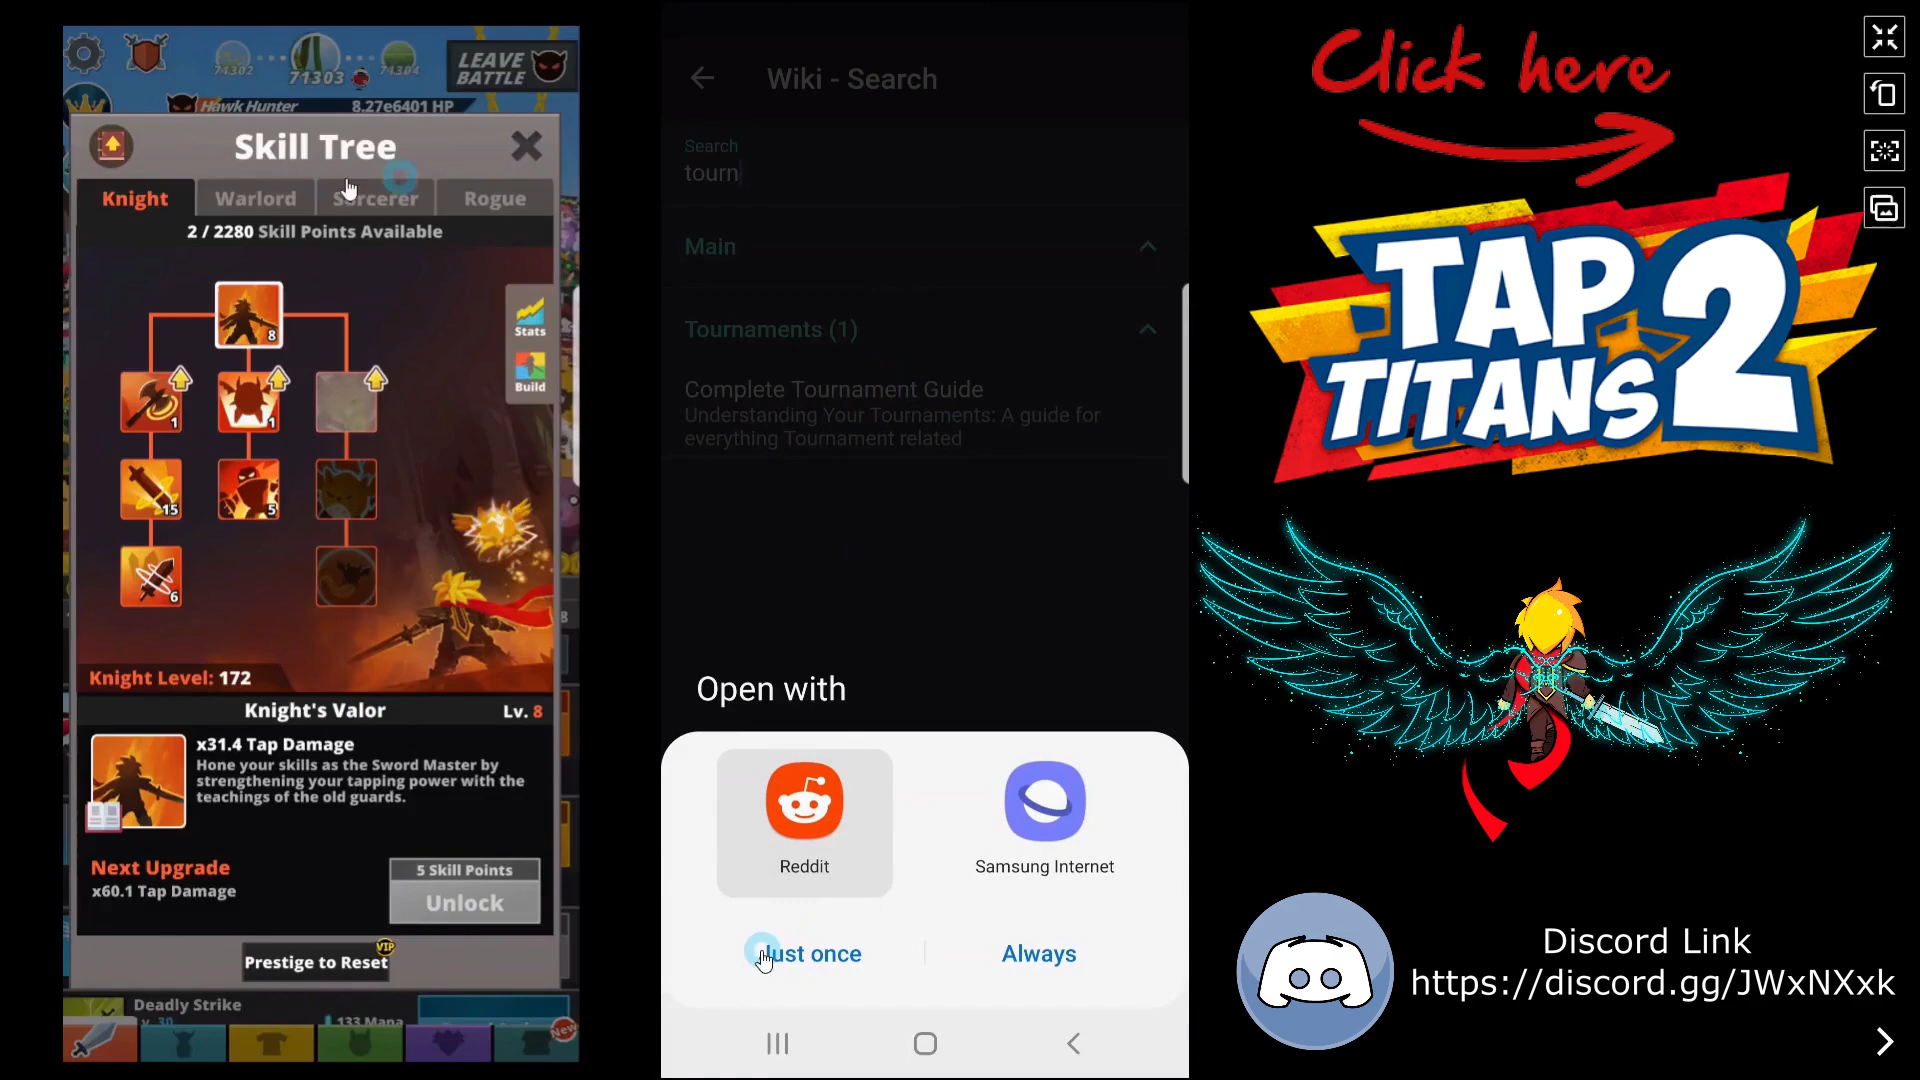 71302
71303
71304
LEAVE
BATTLE
Hawk Hunter
8.27e6401 HP
Skill Tree
Knight
Warlord
Sorcerer
Rogue
2 / 2280 Skill Points Available
8
Stats
1
1
Build
15
5
6
8
Knight Level: 172
Knight's Valor
Lv. 8
x31.4 Tap Damage
Hone your skills as the Sword Master by
strengthening your tapping power with the
teachings of the old guards.
Next Upgrade
x60.1 Tap Damage
5 Skill Points
Unlock
VIP
Prestige to Reset
Deadly Strike
133 Mana
New
Wiki - Search
Search
tourn
Main
Tournaments (1)
Complete Tournament Guide
Understanding Your Tournaments: A guide for
everything Tournament related
Open with
Reddit
Samsung Internet
Just once
Always
Click here
TAP
TITANS 2
Discord Link
https://discord.gg/JWxNXxk